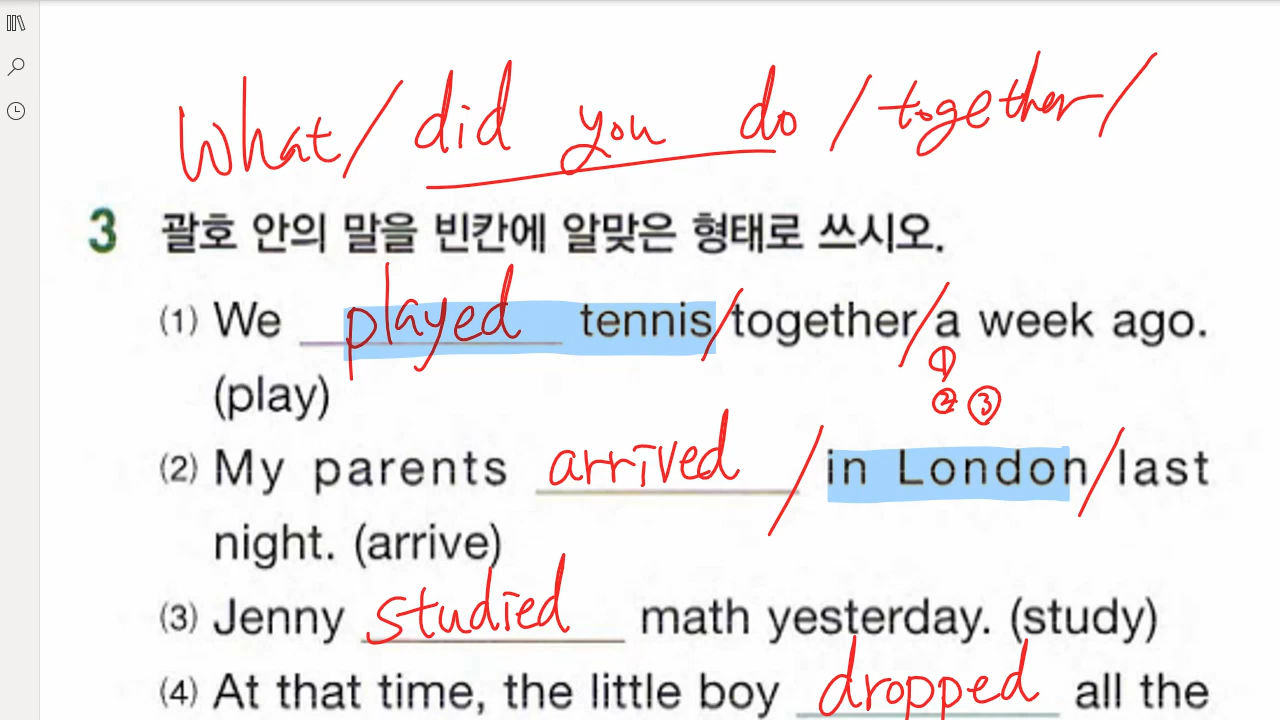 What / did you do / together /
3 괄호 안의 말을 빈칸에 알맞은 형태로 쓰시오.
(1) We played tennis / together / a week ago.
①
② ③
(play)
(2) My parents arrived / in London / last
night. (arrive)
(3) Jenny studied math yesterday. (study)
(4) At that time, the little boy dropped all the